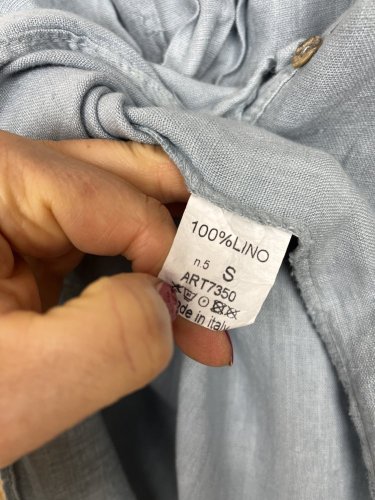 100%LINO
n.5 S
ART7350
de in italy